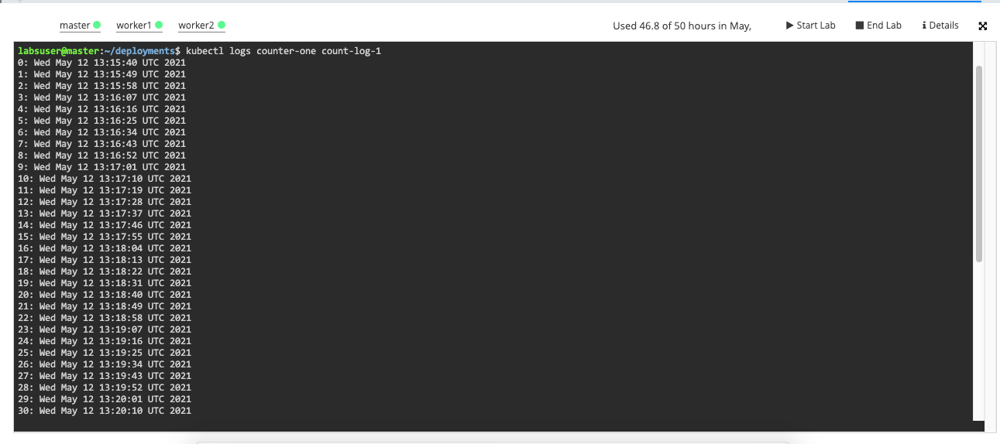 master worker1 worker2 Used 46.8 of 50 hours in May, Start Lab End Lab Details
labsuser@master:~/deployments$ kubectl logs counter-one count-log-1
0: Wed May 12 13:15:40 UTC 2021
1: Wed May 12 13:15:49 UTC 2021
2: Wed May 12 13:15:58 UTC 2021
3: Wed May 12 13:16:07 UTC 2021
4: Wed May 12 13:16:16 UTC 2021
5: Wed May 12 13:16:25 UTC 2021
6: Wed May 12 13:16:34 UTC 2021
7: Wed May 12 13:16:43 UTC 2021
8: Wed May 12 13:16:52 UTC 2021
9: Wed May 12 13:17:01 UTC 2021
10: Wed May 12 13:17:10 UTC 2021
11: Wed May 12 13:17:19 UTC 2021
12: Wed May 12 13:17:28 UTC 2021
13: Wed May 12 13:17:37 UTC 2021
14: Wed May 12 13:17:46 UTC 2021
15: Wed May 12 13:17:55 UTC 2021
16: Wed May 12 13:18:04 UTC 2021
17: Wed May 12 13:18:13 UTC 2021
18: Wed May 12 13:18:22 UTC 2021
19: Wed May 12 13:18:31 UTC 2021
20: Wed May 12 13:18:40 UTC 2021
21: Wed May 12 13:18:49 UTC 2021
22: Wed May 12 13:18:58 UTC 2021
23: Wed May 12 13:19:07 UTC 2021
24: Wed May 12 13:19:16 UTC 2021
25: Wed May 12 13:19:25 UTC 2021
26: Wed May 12 13:19:34 UTC 2021
27: Wed May 12 13:19:43 UTC 2021
28: Wed May 12 13:19:52 UTC 2021
29: Wed May 12 13:20:01 UTC 2021
30: Wed May 12 13:20:10 UTC 2021